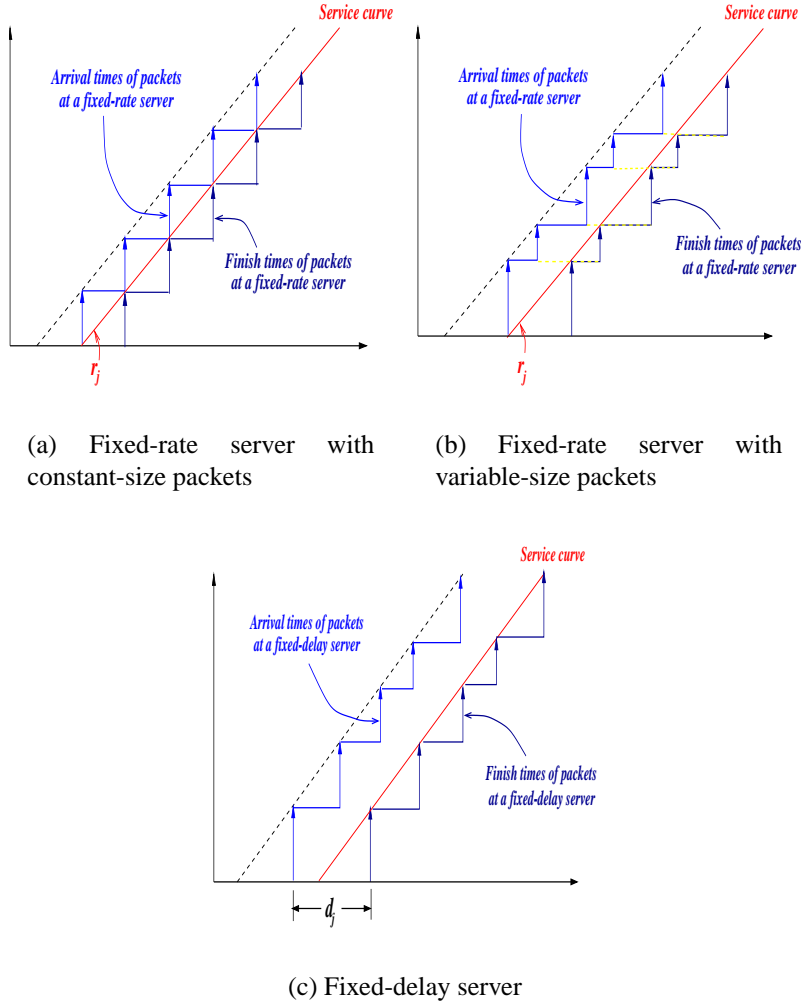 Service curve
Arrival times of packets
at a fixed-rate server
Finish times of packets
at a fixed-rate server
r_j
(a) Fixed-rate server with
constant-size packets
Service curve
Arrival times of packets
at a fixed-rate server
Finish times of packets
at a fixed-rate server
r_j
(b) Fixed-rate server with
variable-size packets
Service curve
Arrival times of packets
at a fixed-delay server
Finish times of packets
at a fixed-delay server
d_j
(c) Fixed-delay server